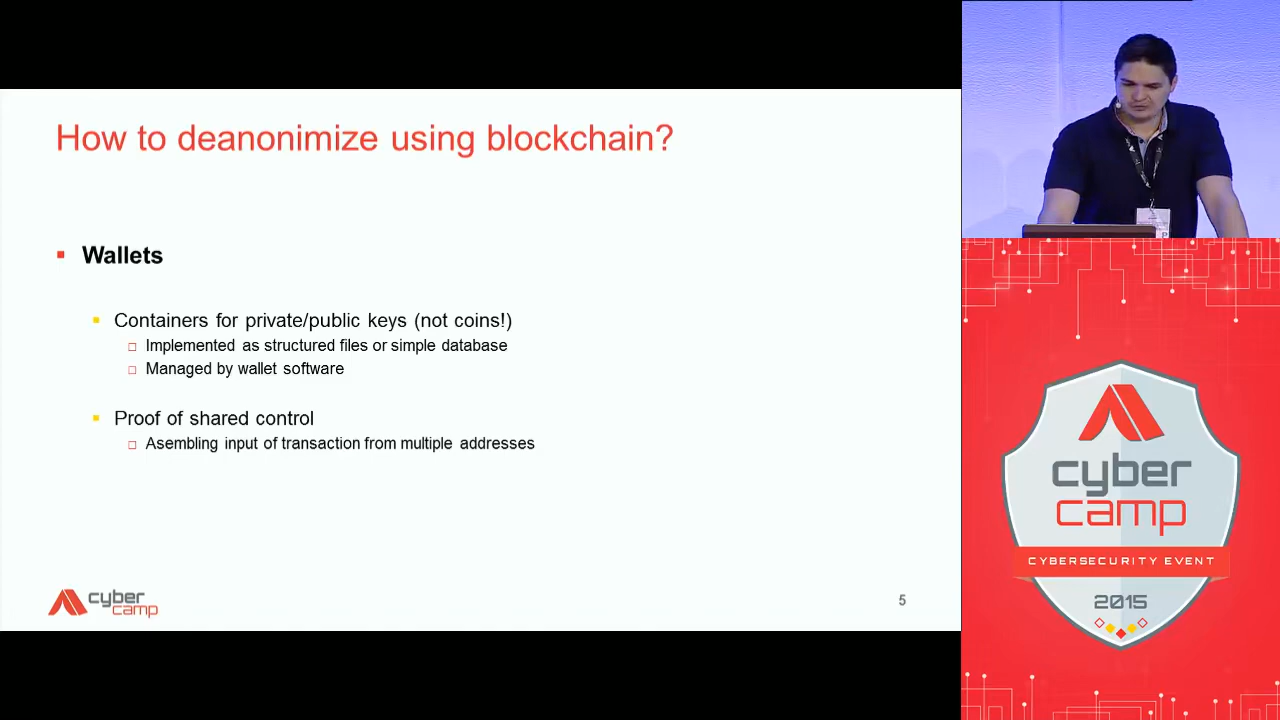 How to deanonimize using blockchain?
Wallets
Containers for private/public keys (not coins!)
Implemented as structured files or simple database
Managed by wallet software
Proof of shared control
Asembling input of transaction from multiple addresses
cyber
camp
5
cyber
camp
CYBERSECURITY EVENT
2015